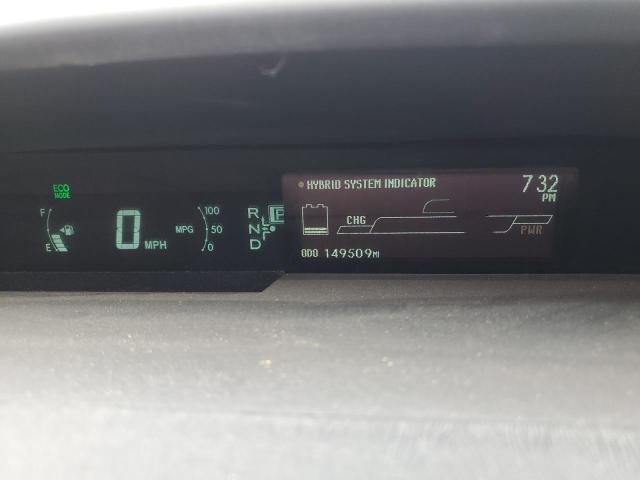 ECO
MODE
HYBRID SYSTEM INDICATOR 7:32
PM
F 100 R P
0 MPH MPG 50 N CHG
E 0 D PWR
ODO 149509MI